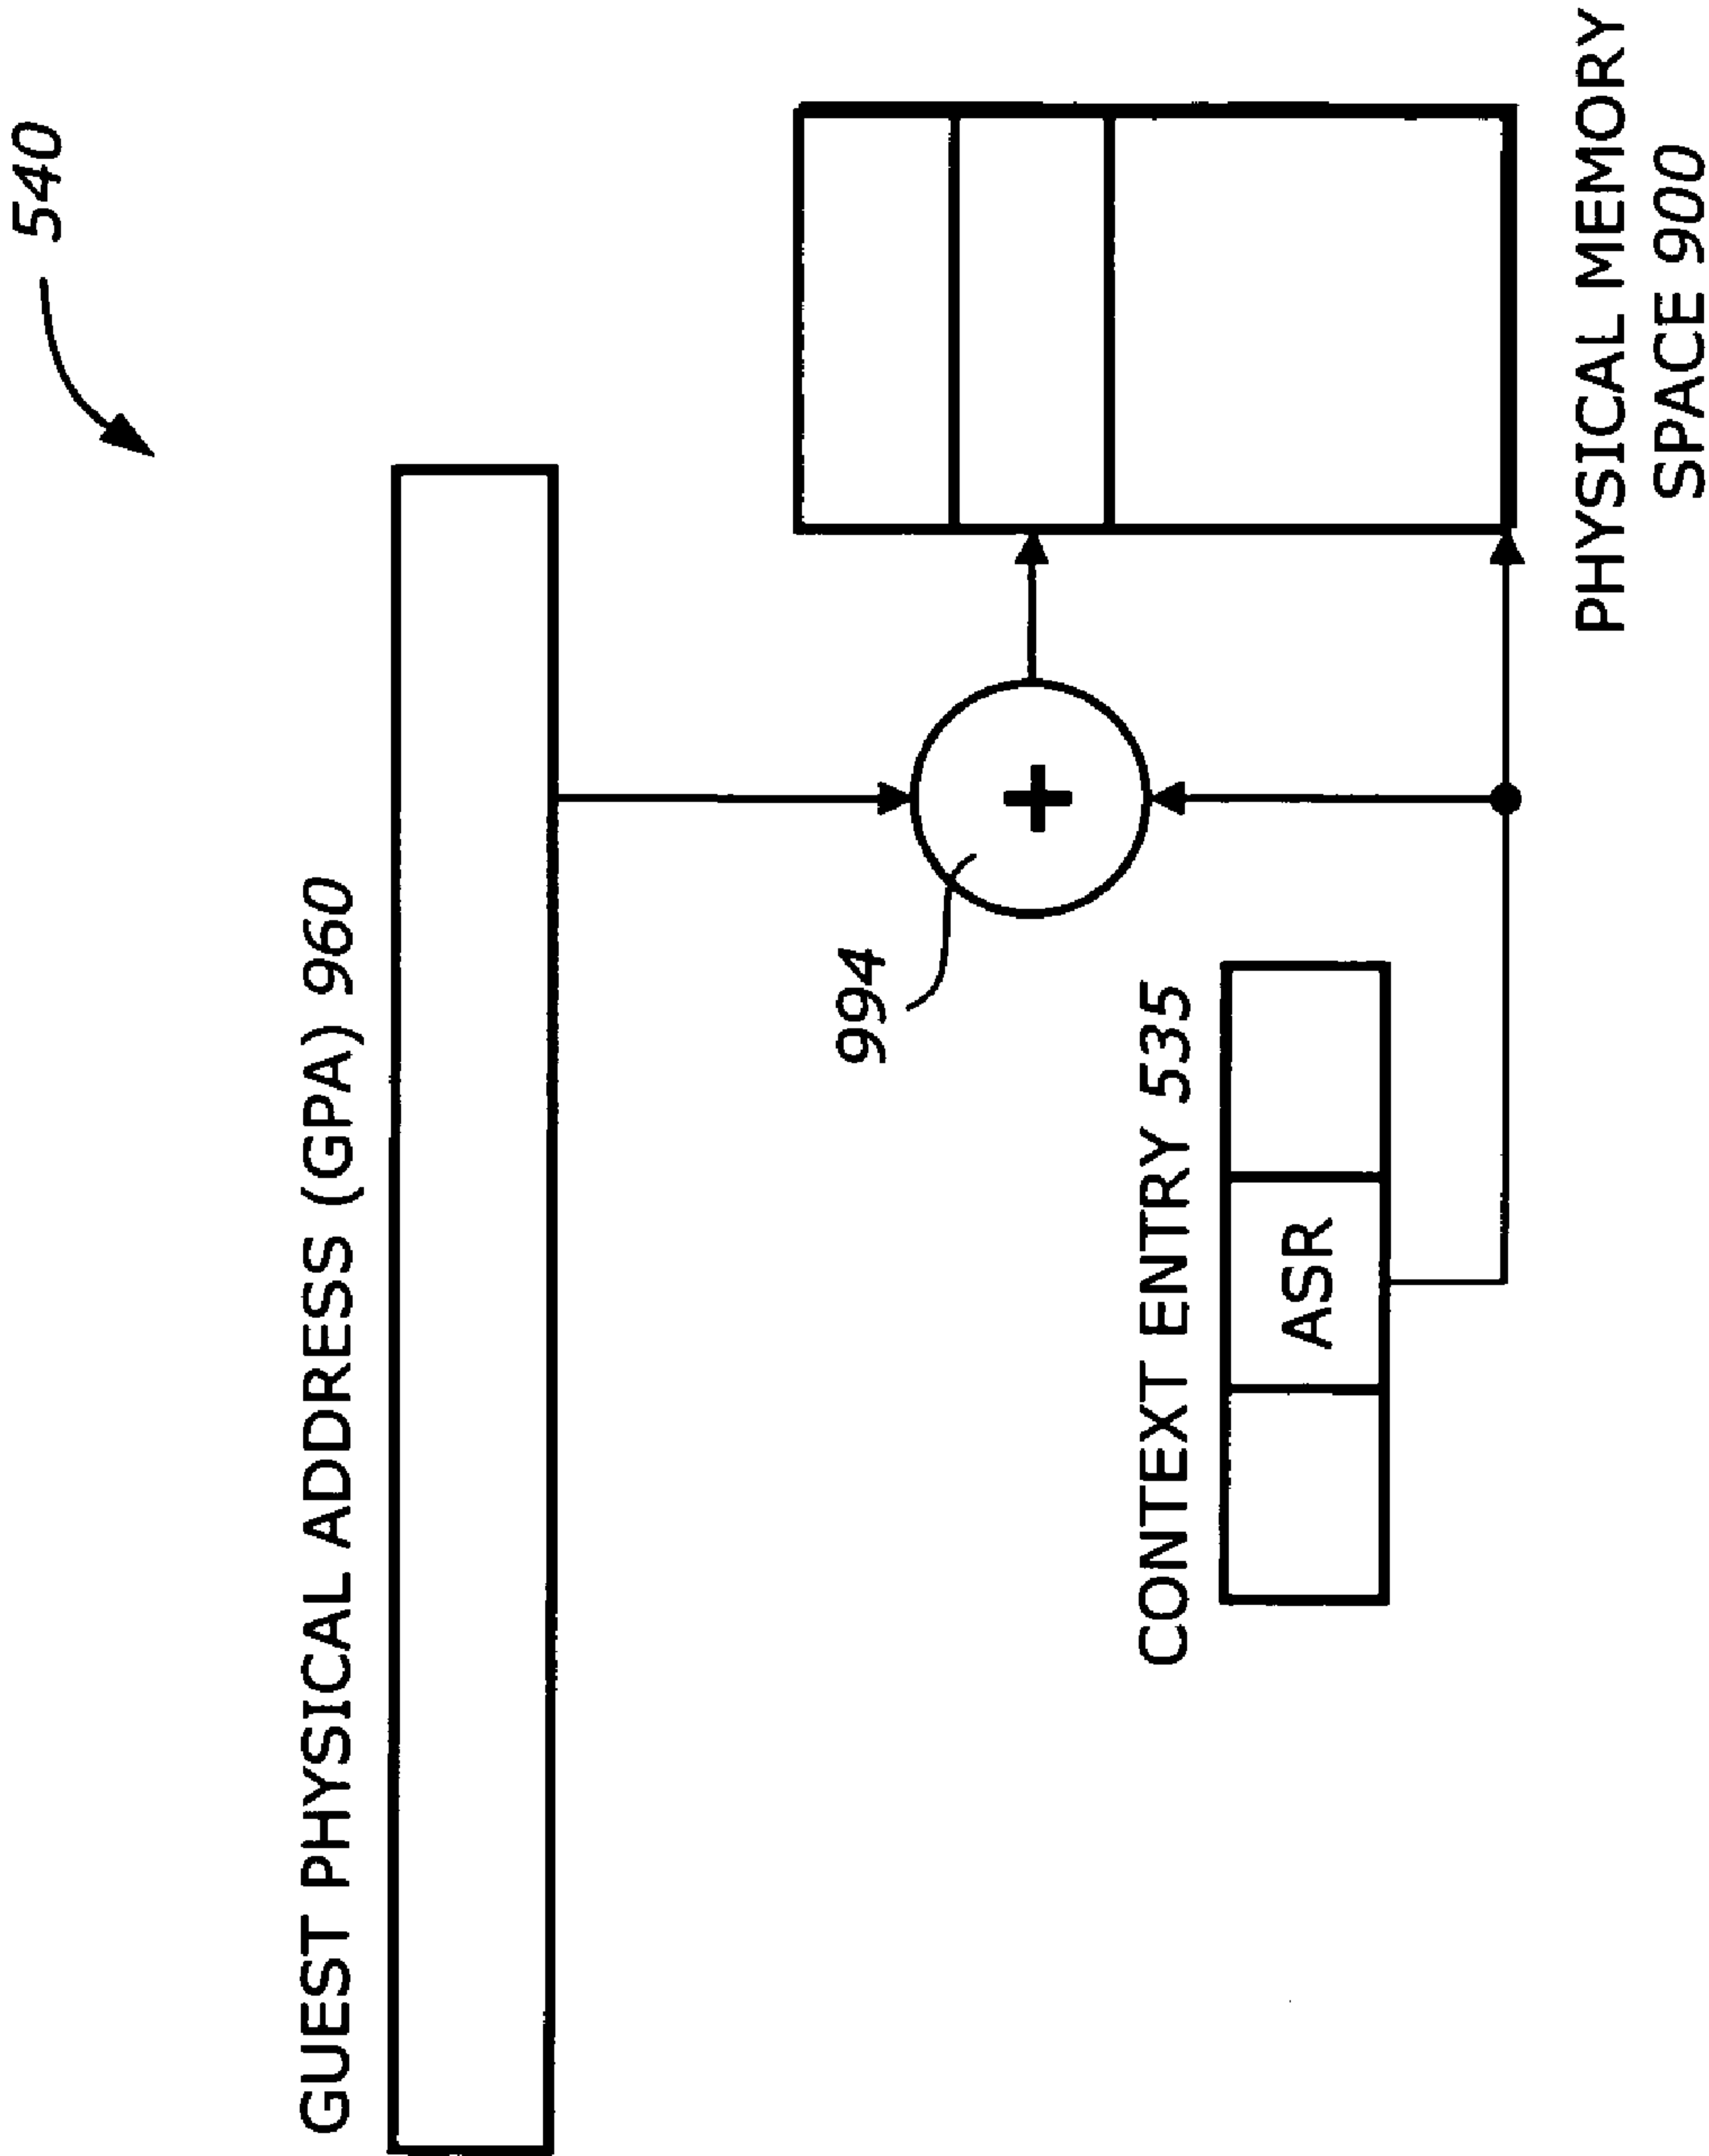 540
GUEST PHYSICAL ADDRESS (GPA) 960
994
+
CONTEXT ENTRY 535
ASR
PHYSICAL MEMORY
SPACE 900